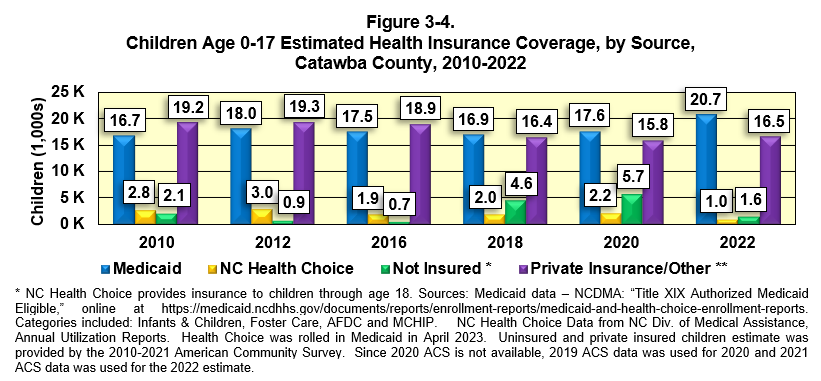 Figure 3-4.
Children Age 0-17 Estimated Health Insurance Coverage, by Source,
Catawba County, 2010-2022
Children (1,000s)
25 K
20 K
15 K
10 K
5 K
0 K
16.7
2.8
2.1
19.2
18.0
3.0
0.9
19.3
17.5
1.9
0.7
18.9
16.9
2.0
4.6
16.4
17.6
2.2
5.7
15.8
20.7
1.0
1.6
16.5
2010 2012 2016 2018 2020 2022
Medicaid NC Health Choice Not Insured * Private Insurance/Other **
* NC Health Choice provides insurance to children through age 18. Sources: Medicaid data – NCDMA: “Title XIX Authorized Medicaid
Eligible,” online at https://medicaid.ncdhhs.gov/documents/reports/enrollment-reports/medicaid-and-health-choice-enrollment-reports.
Categories included: Infants & Children, Foster Care, AFDC and MCHIP. NC Health Choice Data from NC Div. of Medical Assistance,
Annual Utilization Reports. Health Choice was rolled in Medicaid in April 2023. Uninsured and private insured children estimate was
provided by the 2010-2021 American Community Survey. Since 2020 ACS is not available, 2019 ACS data was used for 2020 and 2021
ACS data was used for the 2022 estimate.